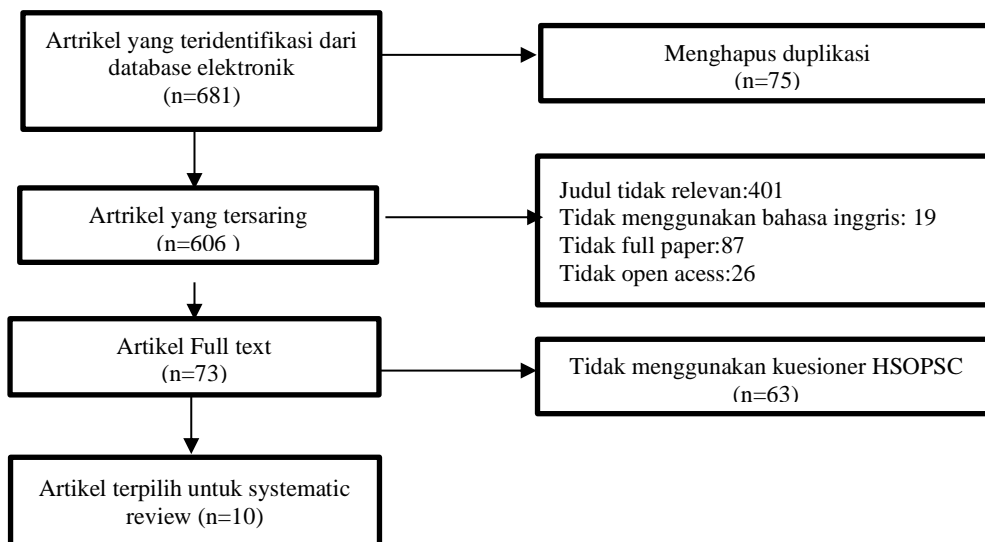 Artrikel yang teridentifikasi dari
database elektronik
(n=681)
Menghapus duplikasi
(n=75)
Artrikel yang tersaring
(n=606 )
Judul tidak relevan:401
Tidak menggunakan bahasa inggris: 19
Tidak full paper:87
Tidak open acess:26
Artikel Full text
(n=73)
Tidak menggunakan kuesioner HSOPSC
(n=63)
Artikel terpilih untuk systematic
review (n=10)